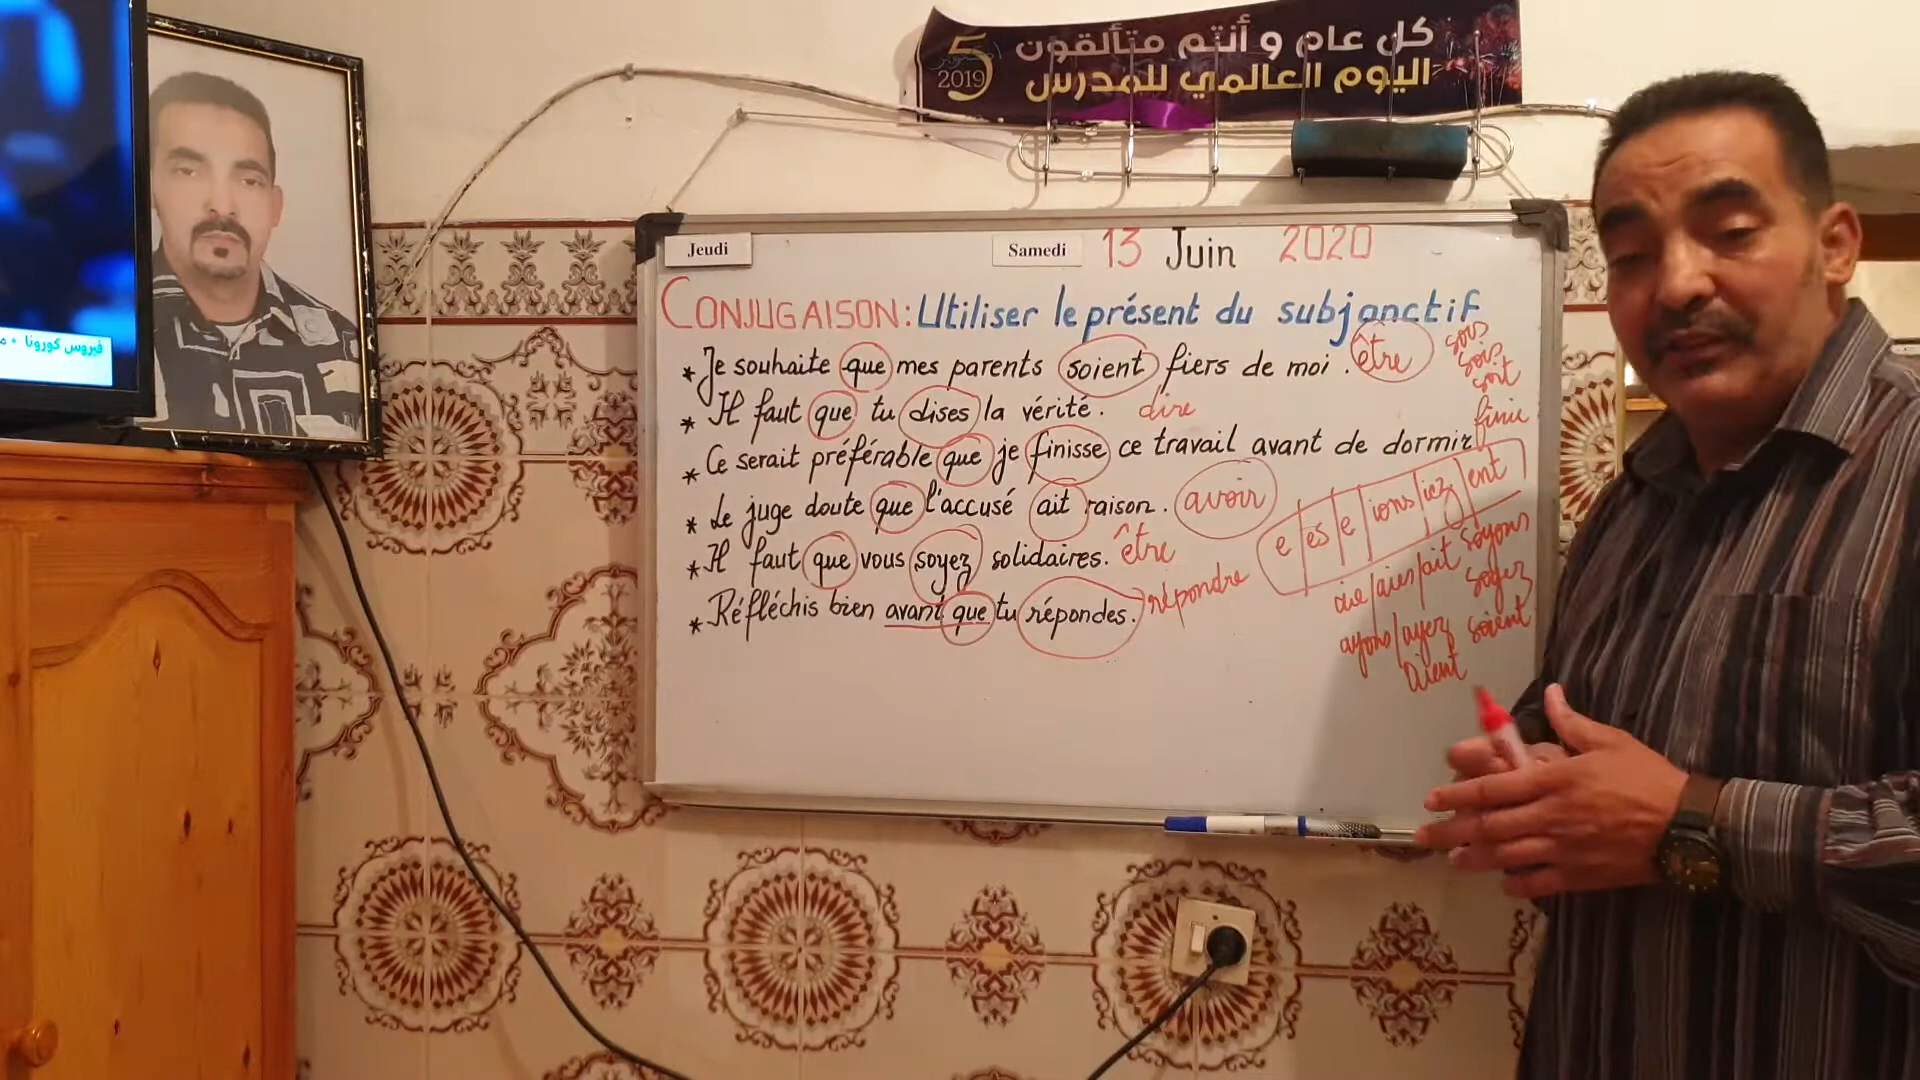 كل عام و أنتم متألقون
اليوم العالمي للمدرس
5
2019
فيروس كورونا
Jeudi
Samedi 13 Juin 2020
CONJUGAISON: Utiliser le présent du subjonctif
* Je souhaite que mes parents soient fiers de moi. être
* Il faut que tu dises la vérité. dire
* Ce serait préférable que je finisse ce travail avant de dormir
* Le juge doute que l'accusé ait raison. avoir
* Il faut que vous soyez solidaires. être
* Réfléchis bien avant que tu répondes. répondre
sois
soit
e/es/e/ions/iez/ent
aie/aies/ait
ayons/ayez
aient
soyons
soyez
soient